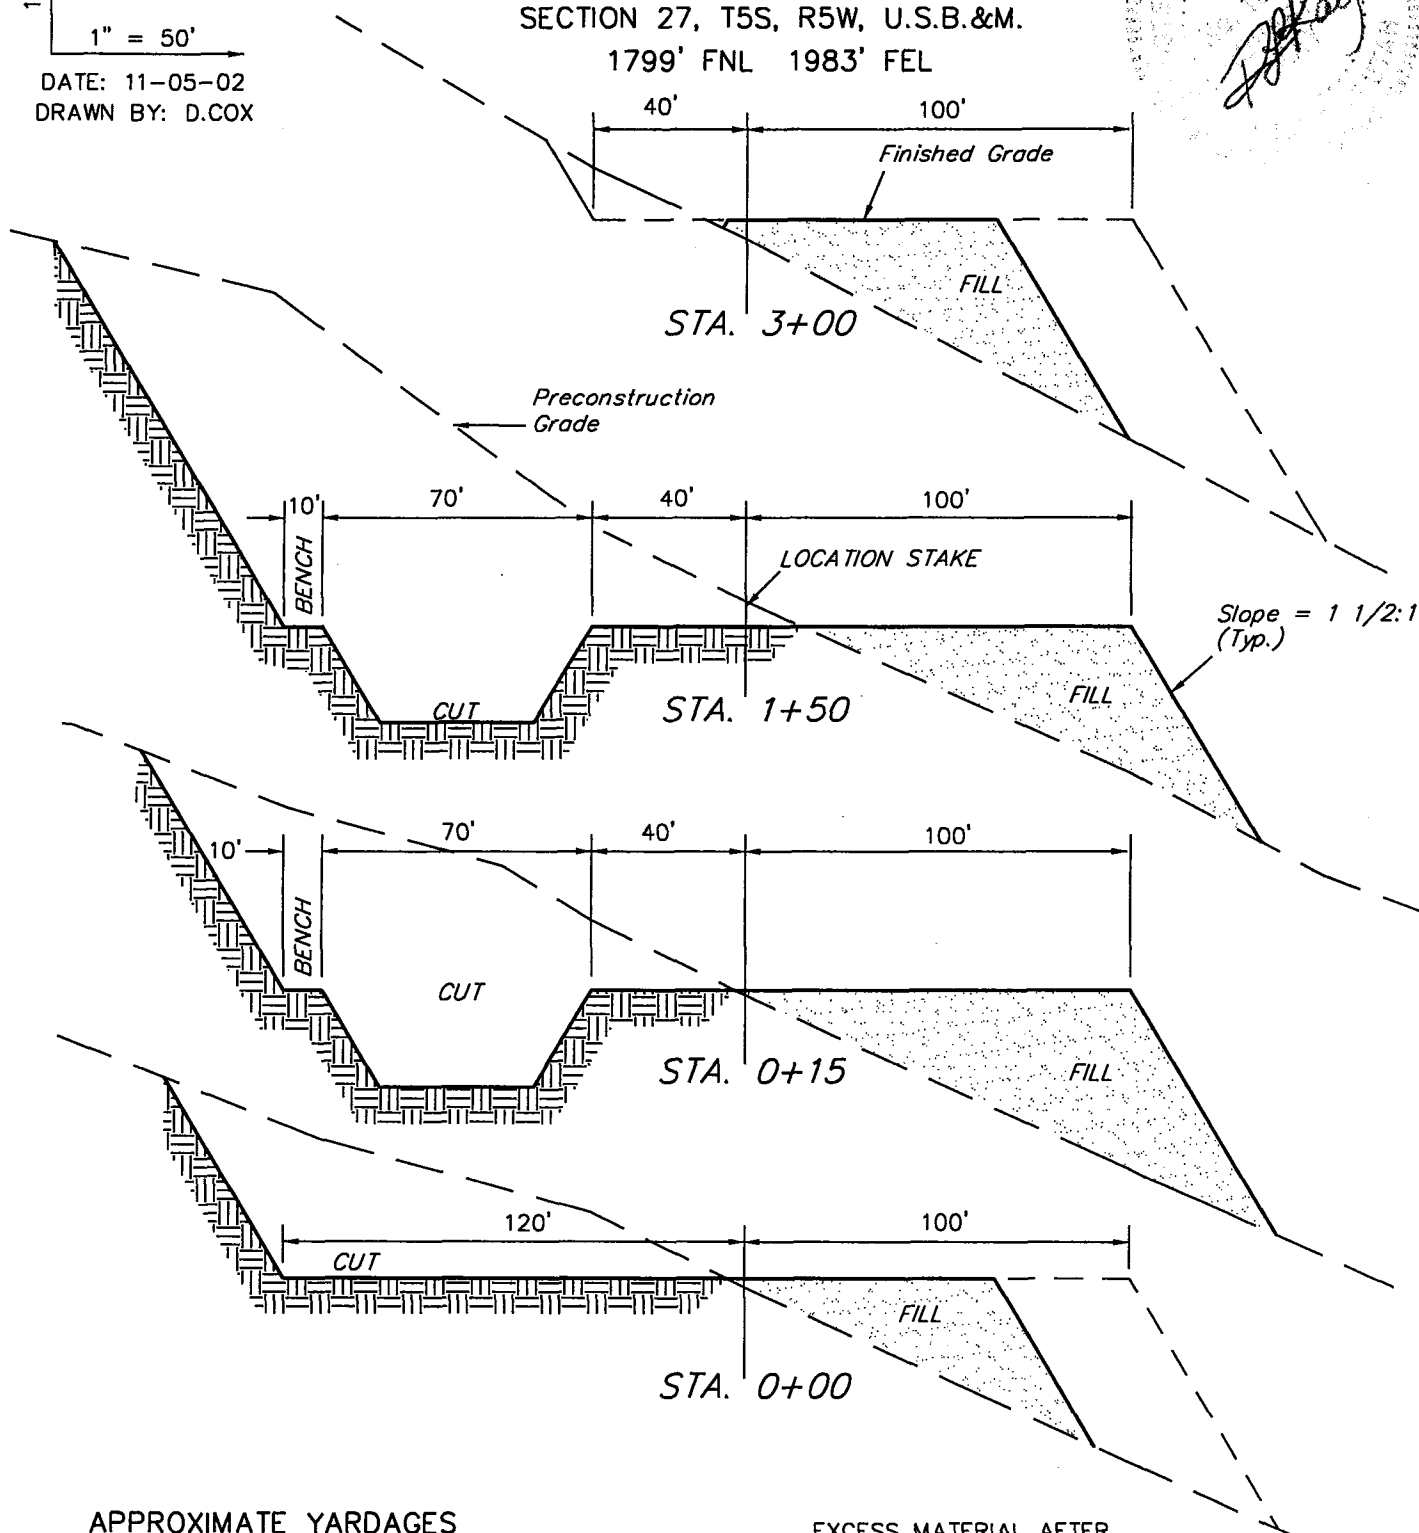 1" = 50'
DATE: 11-05-02
DRAWN BY: D.COX
SECTION 27, T5S, R5W, U.S.B.&M.
1799' FNL 1983' FEL
40'
100'
Finished Grade
FILL
STA. 3+00
Preconstruction
Grade
10'
70'
40'
100'
BENCH
LOCATION STAKE
Slope = 1 1/2:1
(Typ.)
CUT
STA. 1+50
FILL
10'
70'
40'
100'
BENCH
CUT
STA. 0+15
FILL
120'
100'
CUT
FILL
STA. 0+00
APPROXIMATE YARDAGES
EXCESS MATERIAL AFTER